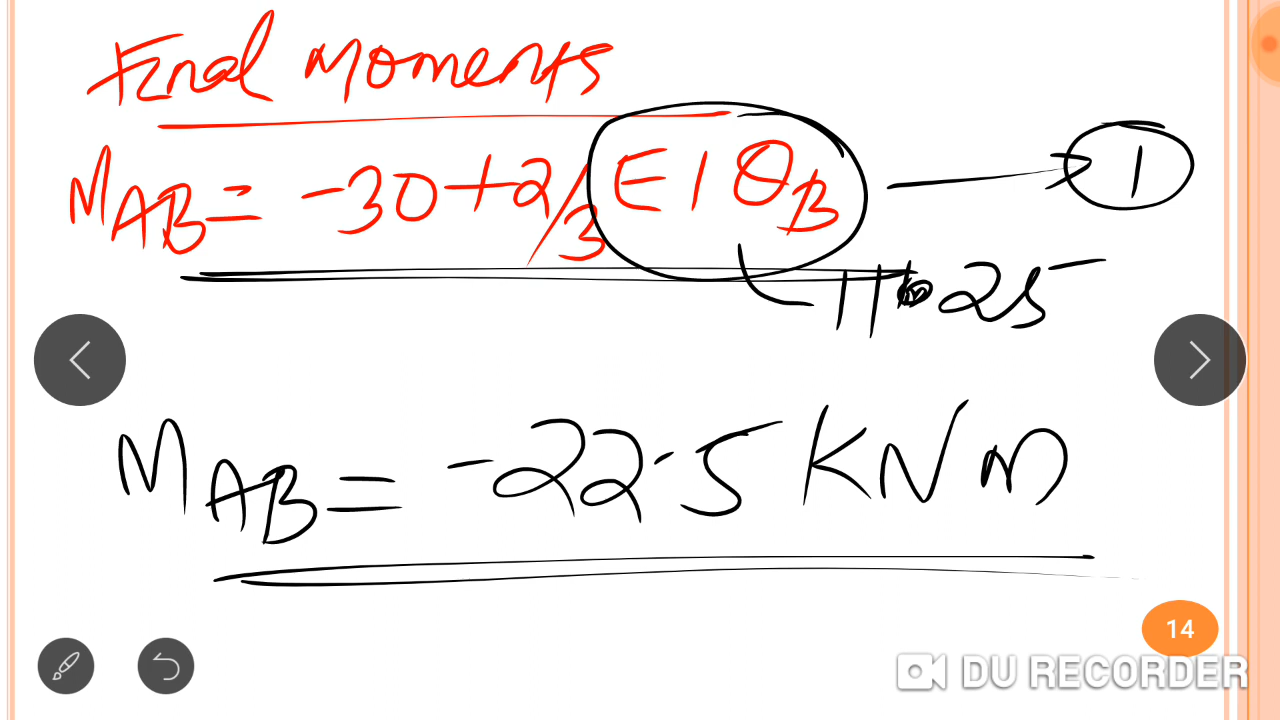 Final Moments
MAB = -30 + 2/3 EIθB → 1
11.25
MAB = -22.5 KNm
14
DU RECORDER